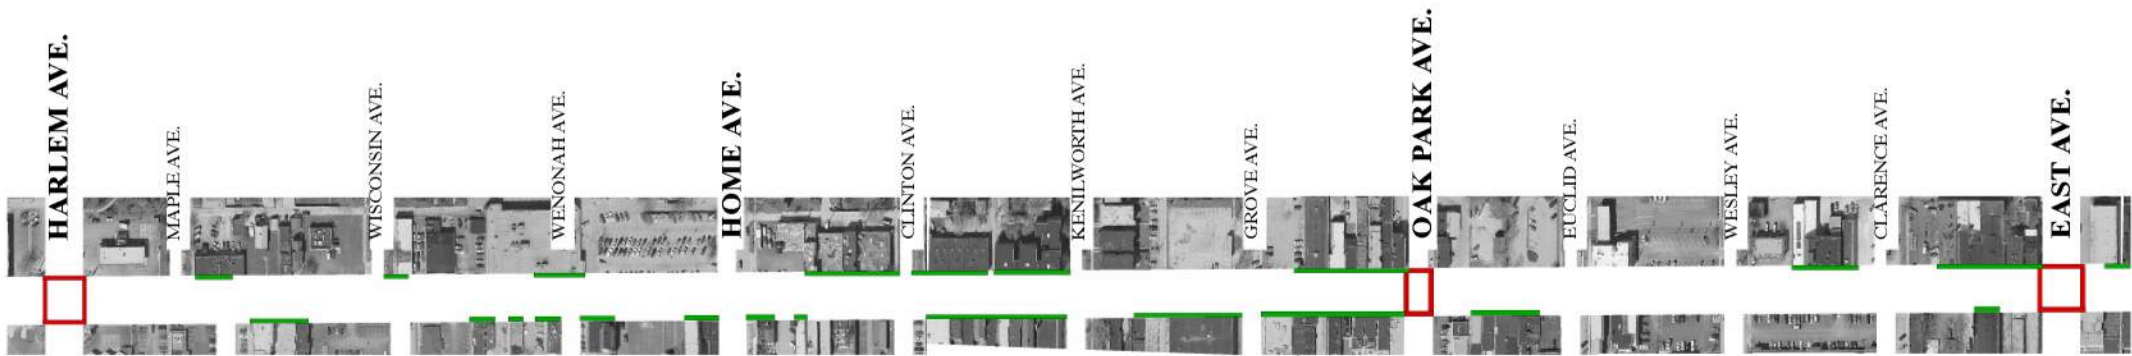 HARLEM AVE.
MAPLE AVE.
WISCONSIN AVE.
WENONAH AVE.
HOME AVE.
CLINTON AVE.
KENILWORTH AVE.
GROVE AVE.
OAK PARK AVE.
EUCLID AVE.
WESLEY AVE.
CLARENCE AVE.
EAST AVE.